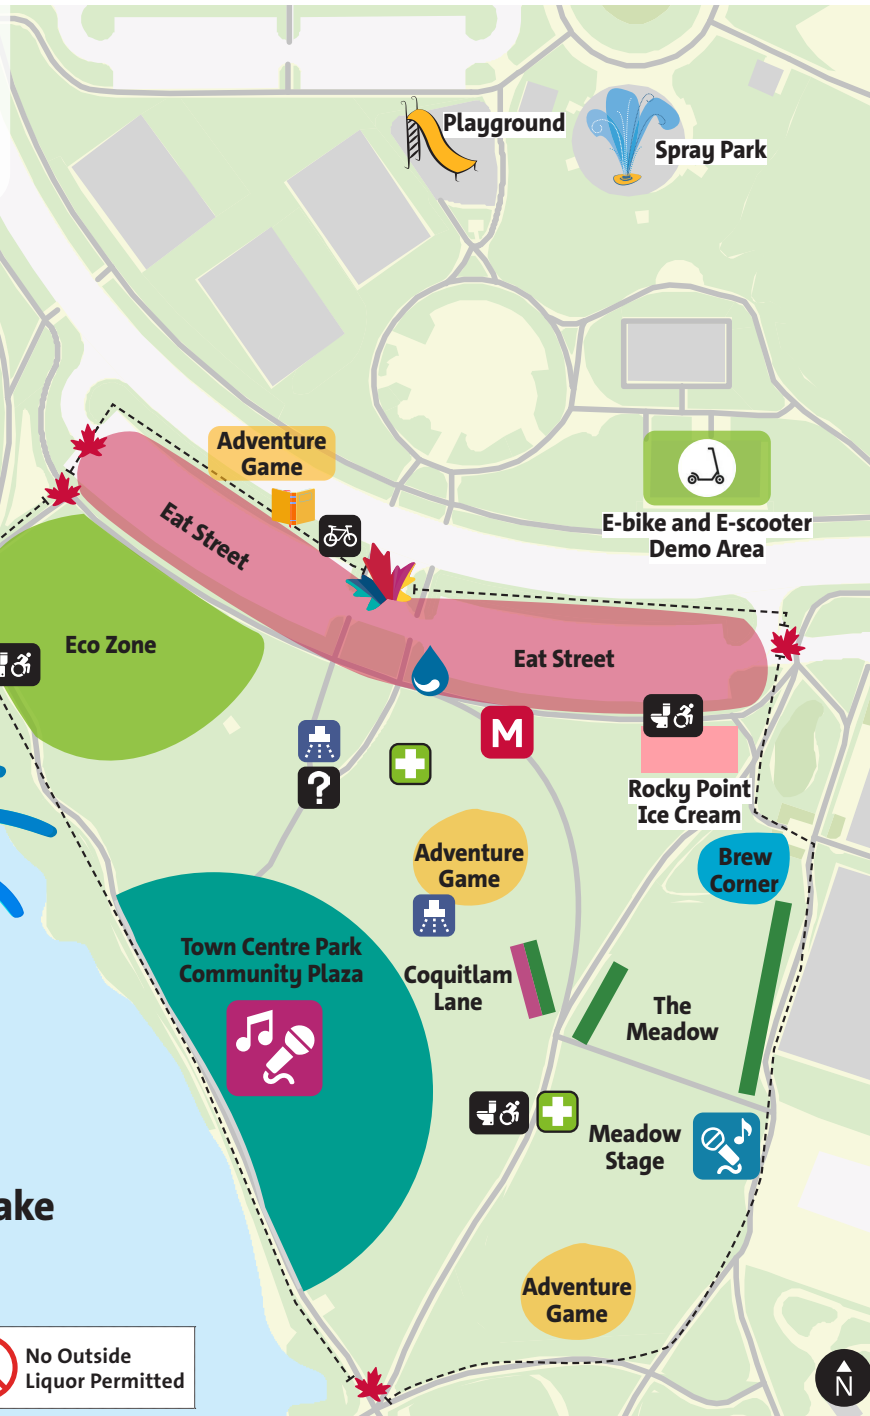 Playground
Spray Park
Adventure
Game
E-bike and E-scooter
Demo Area
Eat Street
Eat Street
Eco Zone
M
?
Rocky Point
Ice Cream
Adventure
Game
Brew
Corner
Town Centre Park
Community Plaza
Coquitlam
Lane
The
Meadow
Meadow
Stage
ake
Adventure
Game
No Outside
Liquor Permitted
N